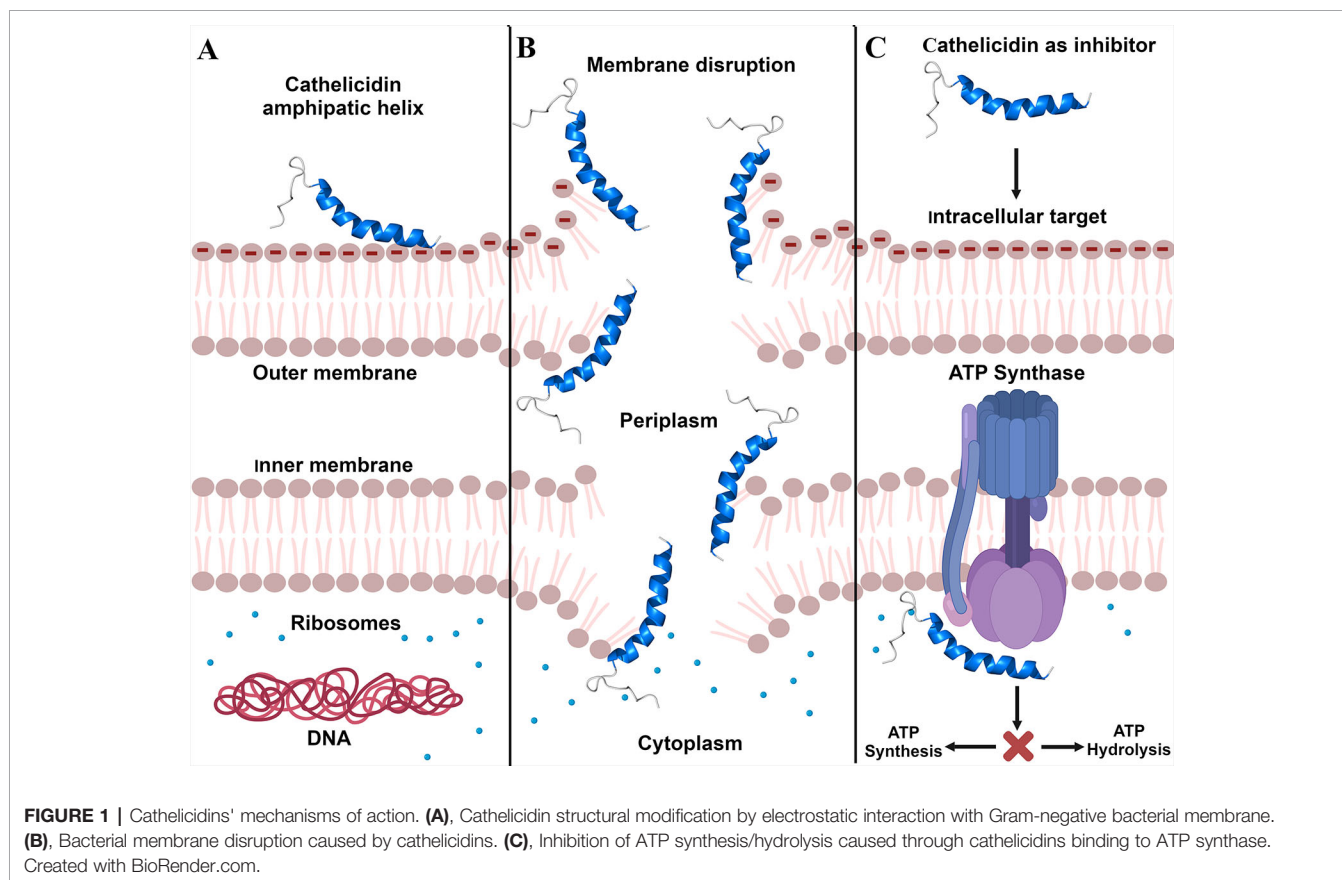 A
Cathelicidin
amphipatic helix
Outer membrane
Inner membrane
Ribosomes
DNA
B
Membrane disruption
Periplasm
Cytoplasm
C
Cathelicidin as inhibitor
Intracellular target
ATP Synthase
ATP
Synthesis
ATP
Hydrolysis
FIGURE 1 | Cathelicidins' mechanisms of action. (A), Cathelicidin structural modification by electrostatic interaction with Gram-negative bacterial membrane.
(B), Bacterial membrane disruption caused by cathelicidins. (C), Inhibition of ATP synthesis/hydrolysis caused through cathelicidins binding to ATP synthase.
Created with BioRender.com.